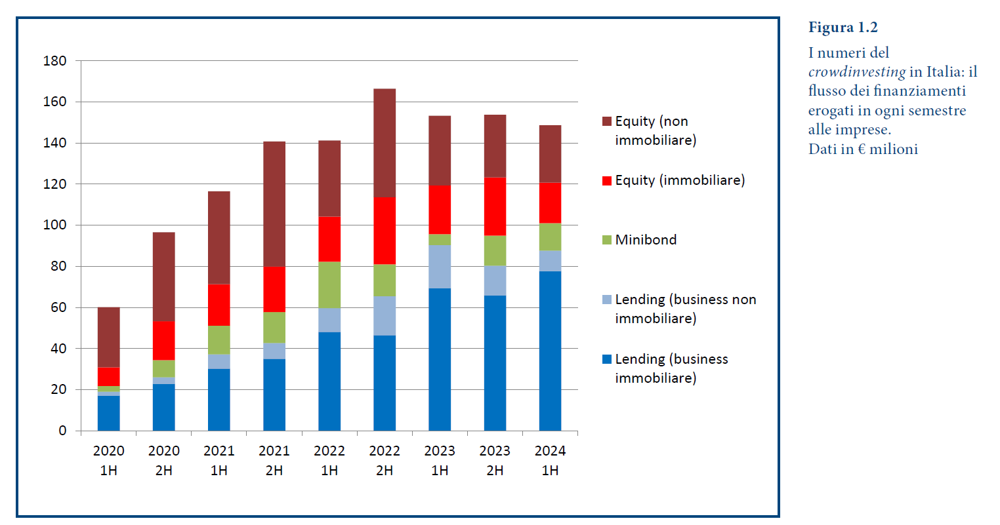 Figura 1.2
I numeri del
crowdinvesting in Italia: il
flusso dei finanziamenti
erogati in ogni semestre
alle imprese.
Dati in € milioni
180
160
140
120
100
80
60
40
20
0
2020 2020 2021 2021 2022 2022 2023 2023 2024
1H 2H 1H 2H 1H 2H 1H 2H 1H
Equity (non
immobiliare)
Equity (immobiliare)
Minibond
Lending (business non
immobiliare)
Lending (business
immobiliare)